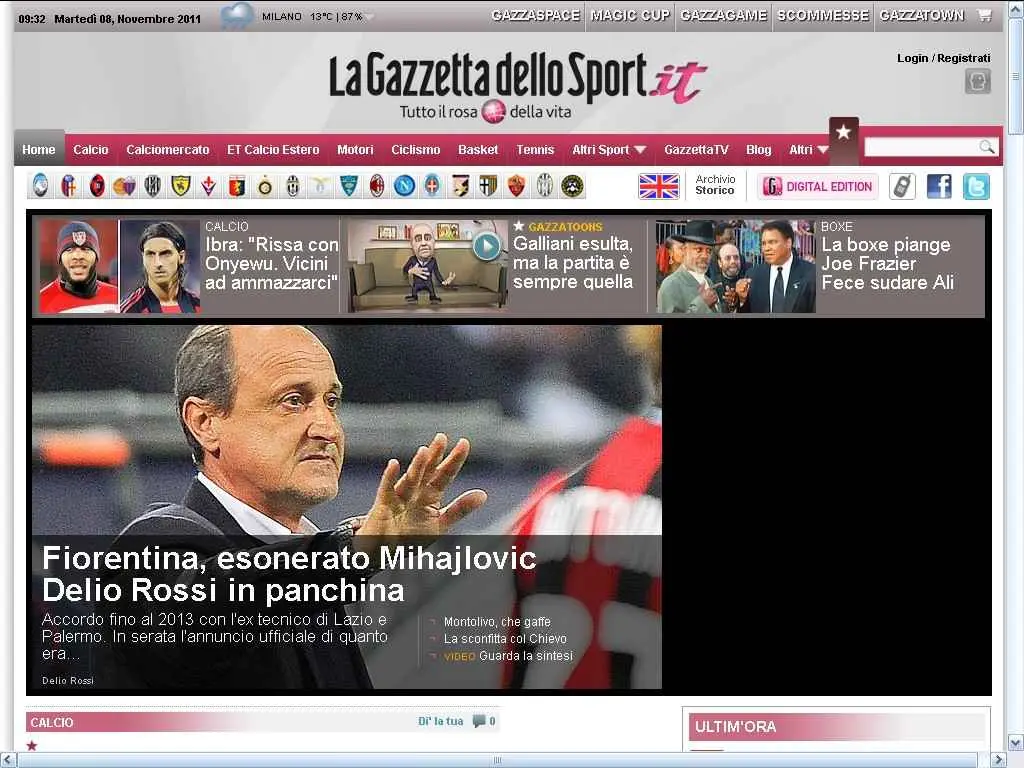 09:32 Martedì 08, Novembre 2011 MILANO 13°C | 87% GAZZASPACE MAGIC CUP GAZZAGAME SCOMMESSE GAZZATOWN
Login / Registrati
La Gazzetta dello Sport.it
Tutto il rosa della vita
Home Calcio Calciomercato ET Calcio Estero Motori Ciclismo Basket Tennis Altri Sport GazzettaTV Blog Altri
Archivio
Storico
G DIGITAL EDITION
CALCIO
Ibra: "Rissa con
Onyewu. Vicini
ad ammazzarci"
GAZZATOONS
Galliani esulta,
ma la partita è
sempre quella
BOXE
La boxe piange
Joe Frazier
Fece sudare Ali
Fiorentina, esonerato Mihajlovic
Delio Rossi in panchina
Accordo fino al 2013 con l'ex tecnico di Lazio e
Palermo. In serata l'annuncio ufficiale di quanto
era...
Montolivo, che gaffe
La sconfitta col Chievo
VIDEO Guarda la sintesi
Delio Rossi
CALCIO Di' la tua 0
ULTIM'ORA